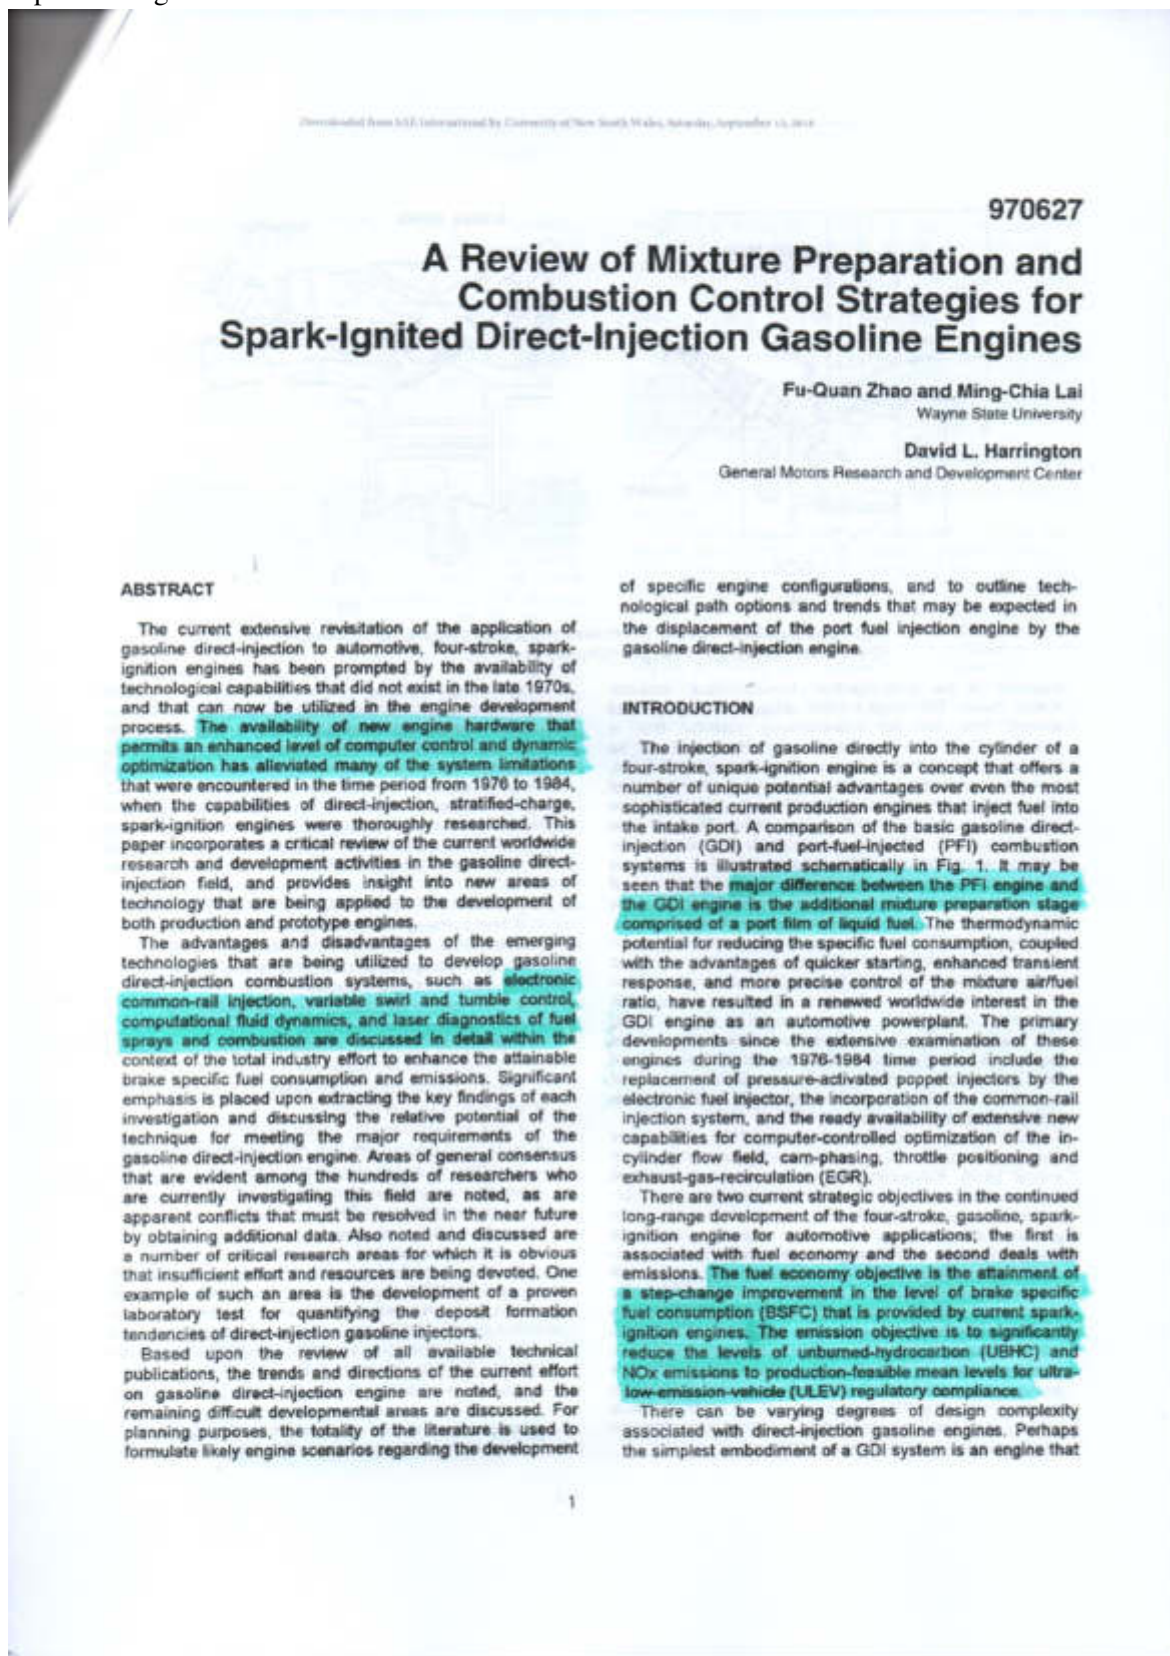 Downloaded from SAE International by University of New South Wales, Saturday, September
970627
A Review of Mixture Preparation and
Combustion Control Strategies for
Spark-Ignited Direct-Injection Gasoline Engines
Fu-Quan Zhao and Ming-Chia Lai
Wayne State University
David L. Harrington
General Motors Research and Development Center
ABSTRACT
The current extensive revisitation of the application of
gasoline direct-injection to automotive, four-stroke, spark-
ignition engines has been prompted by the availability of
technological capabilities that did not exist in the late 1970s,
and that can now be utilized in the engine development
process. The availability of new engine hardware that
permits an enhanced level of computer control and dynamic
optimization has alleviated many of the system limitations
that were encountered in the time period from 1976 to 1984,
when the capabilities of direct-injection, stratified-charge,
spark-ignition engines were thoroughly researched. This
paper incorporates a critical review of the current worldwide
research and development activities in the gasoline direct-
injection field, and provides insight into new areas of
technology that are being applied to the development of
both production and prototype engines.
The advantages and disadvantages of the emerging
technologies that are being utilized to develop gasoline
direct-injection combustion systems, such as electronic
common-rail injection, variable swirl and tumble control,
computational fluid dynamics, and laser diagnostics of fuel
sprays and combustion are discussed in detail within the
context of the total industry effort to enhance the attainable
brake specific fuel consumption and emissions. Significant
emphasis is placed upon extracting the key findings of each
investigation and discussing the relative potential of the
technique for meeting the major requirements of the
gasoline direct-injection engine. Areas of general consensus
that are evident among the hundreds of researchers who
are currently investigating this field are noted, as are
apparent conflicts that must be resolved in the near future
by obtaining additional data. Also noted and discussed are
a number of critical research areas for which it is obvious
that insufficient effort and resources are being devoted. One
example of such an area is the development of a proven
laboratory test for quantifying the deposit formation
tendencies of direct-injection gasoline injectors.
Based upon the review of all available technical
publications, the trends and directions of the current effort
on gasoline direct-injection engine are noted, and the
remaining difficult developmental areas are discussed. For
planning purposes, the totality of the literature is used to
formulate likely engine scenarios regarding the development
of specific engine configurations, and to outline tech-
nological path options and trends that may be expected in
the displacement of the port fuel injection engine by the
gasoline direct-injection engine.
INTRODUCTION
The injection of gasoline directly into the cylinder of a
four-stroke, spark-ignition engine is a concept that offers a
number of unique potential advantages over even the most
sophisticated current production engines that inject fuel into
the intake port. A comparison of the basic gasoline direct-
injection (GDI) and port-fuel-injected (PFI) combustion
systems is illustrated schematically in Fig. 1. It may be
seen that the major difference between the PFI engine and
the GDI engine is the additional mixture preparation stage
comprised of a port film of liquid fuel. The thermodynamic
potential for reducing the specific fuel consumption, coupled
with the advantages of quicker starting, enhanced transient
response, and more precise control of the mixture air/fuel
ratio, have resulted in a renewed worldwide interest in the
GDI engine as an automotive powerplant. The primary
developments since the extensive examination of these
engines during the 1976-1984 time period include the
replacement of pressure-activated poppet injectors by the
electronic fuel injector, the incorporation of the common-rail
injection system, and the ready availability of extensive new
capabilities for computer-controlled optimization of the in-
cylinder flow field, cam-phasing, throttle positioning and
exhaust-gas-recirculation (EGR).
There are two current strategic objectives in the continued
long-range development of the four-stroke, gasoline, spark-
ignition engine for automotive applications; the first is
associated with fuel economy and the second deals with
emissions. The fuel economy objective is the attainment of
a step-change improvement in the level of brake specific
fuel consumption (BSFC) that is provided by current spark-
ignition engines. The emission objective is to significantly
reduce the levels of unburned-hydrocarbon (UBHC) and
NOx emissions to production-feasible mean levels for ultra-
low-emission-vehicle (ULEV) regulatory compliance.
There can be varying degrees of design complexity
associated with direct-injection gasoline engines. Perhaps
the simplest embodiment of a GDI system is an engine that
1